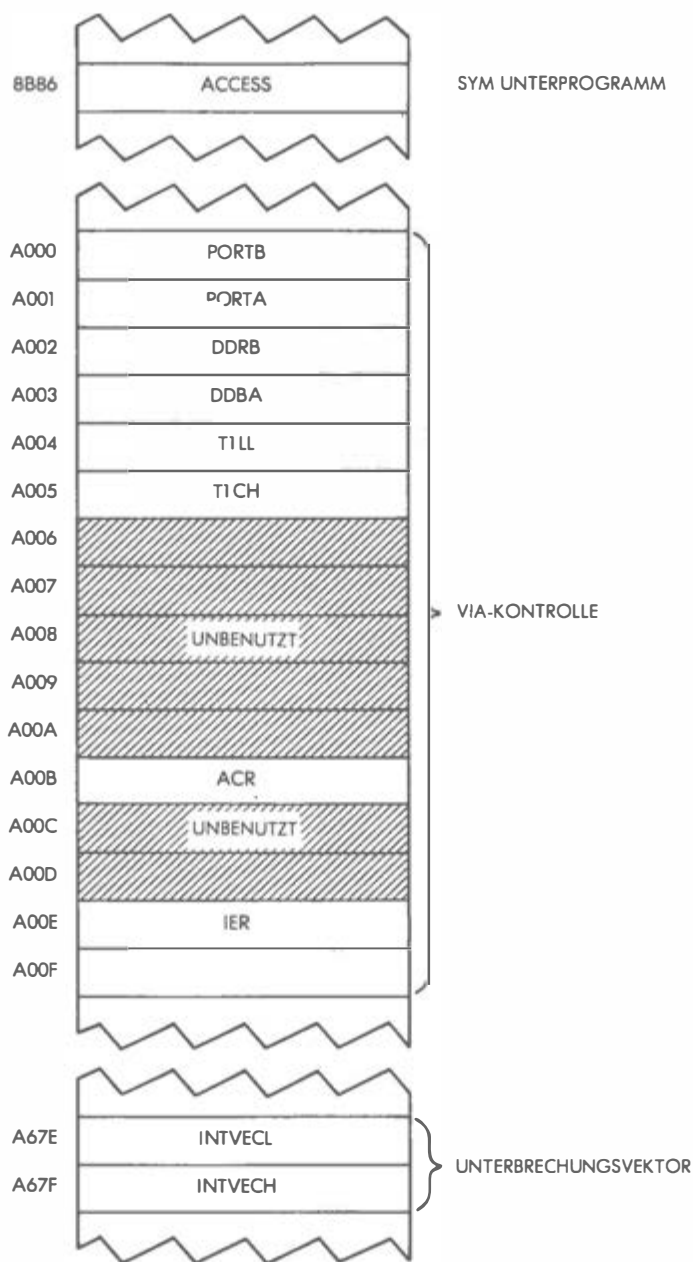 8B86 ACCESS SYM UNTERPROGRAMM
A000 PORTB
A001 PORTA
A002 DDRB
A003 DDBA
A004 T1LL
A005 T1CH
A006
A007
A008 UNBENUTZT VIA-KONTROLLE
A009
A00A
A00B ACR
A00C UNBENUTZT
A00D
A00E IER
A00F
A67E INTVECL
UNTERBRECHUNGSVEKTOR
A67F INTVECH